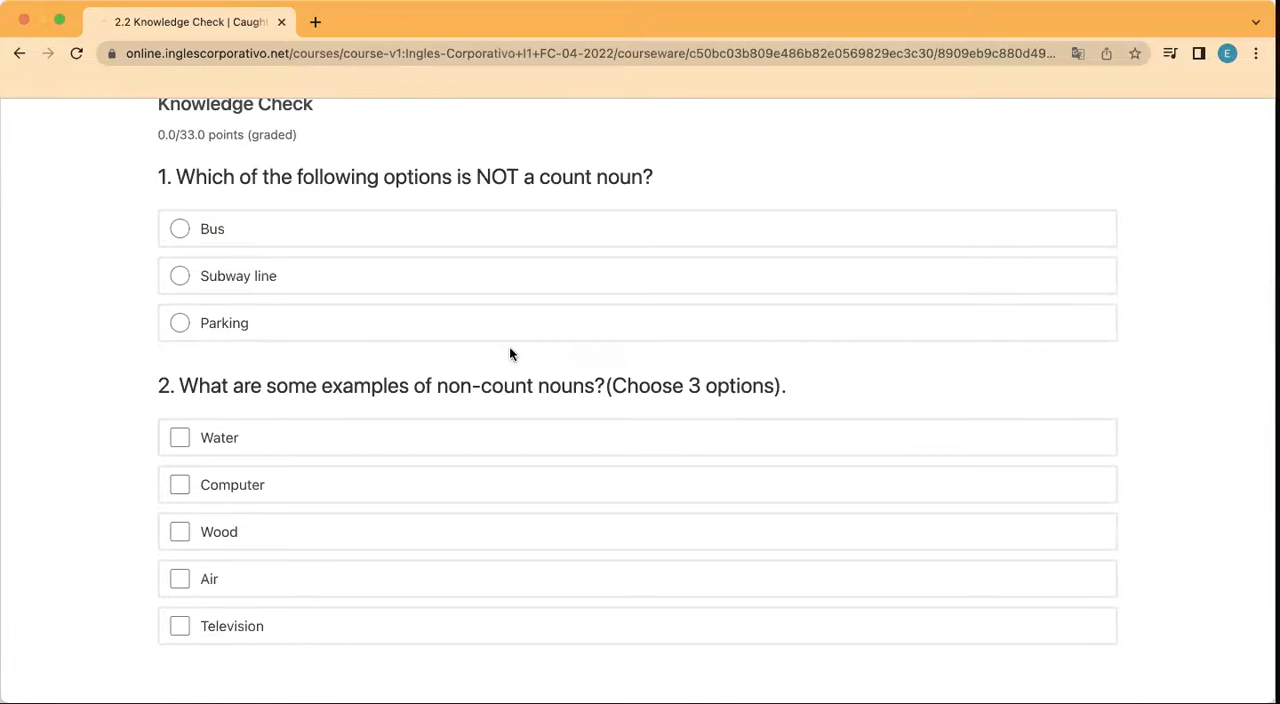 2.2 Knowledge Check | Caught
online.inglescorporativo.net/courses/course-v1:Ingles-Corporativo+I1+FC-04-2022/courseware/c50bc03b809e486b82e0569829ec3c30/8909eb9c880d49...
E
Knowledge Check
0.0/33.0 points (graded)
1. Which of the following options is NOT a count noun?
Bus
Subway line
Parking
2. What are some examples of non-count nouns?(Choose 3 options).
Water
Computer
Wood
Air
Television